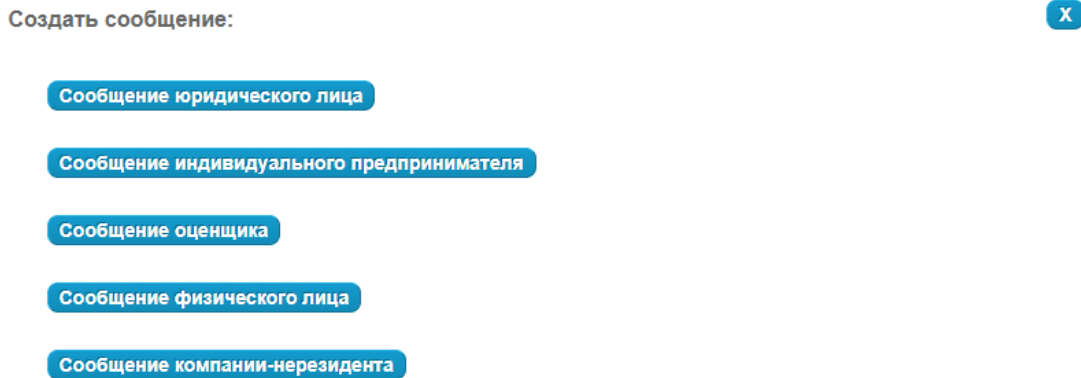 Создать сообщение:
X
Сообщение юридического лица
Сообщение индивидуального предпринимателя
Сообщение оценщика
Сообщение физического лица
Сообщение компании-нерезидента